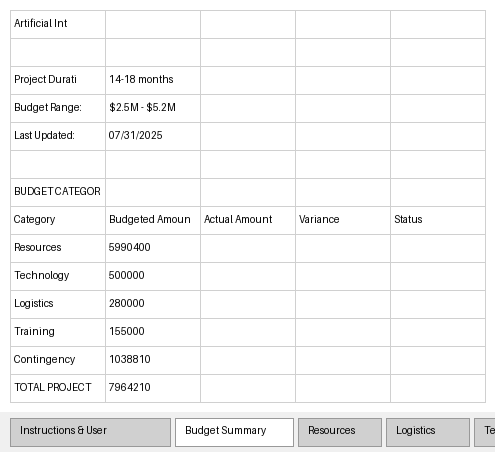 Artificial Int
Project Durati 14-18 months
Budget Range: $2.5M - $5.2M
Last Updated: 07/31/2025
BUDGET CATEGOR
Category Budgeted Amoun Actual Amount Variance Status
Resources 5990400
Technology 500000
Logistics 280000
Training 155000
Contingency 1038810
TOTAL PROJECT 7964210
Instructions & User Budget Summary Resources Logistics Te